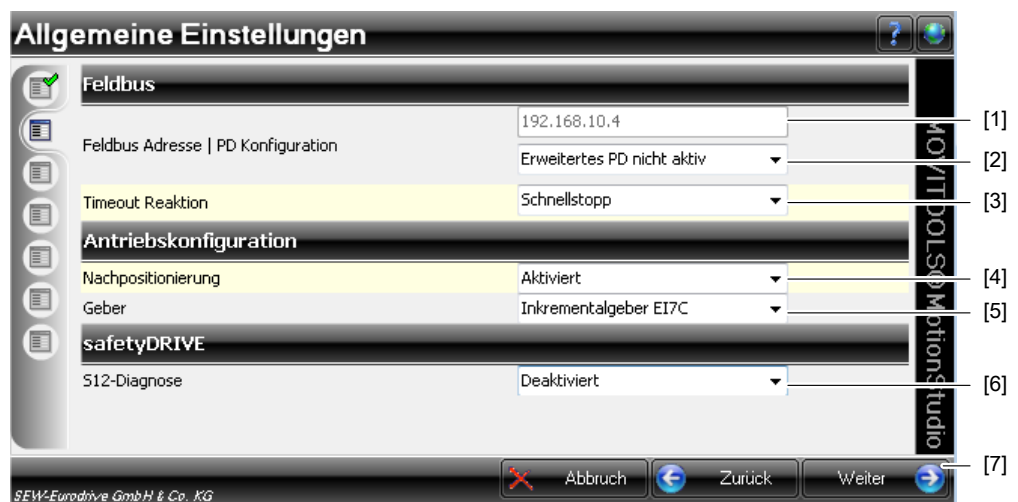 Allgemeine Einstellungen
?
Feldbus
Feldbus Adresse | PD Konfiguration
192.168.10.4
[1]
Erweitertes PD nicht aktiv
[2]
Timeout Reaktion
Schnellstopp
[3]
Antriebskonfiguration
Nachpositionierung
Aktiviert
[4]
Geber
Inkrementalgeber EI7C
[5]
safetyDRIVE
S12-Diagnose
Deaktiviert
[6]
MOVITOOLS® MotionStudio
Abbruch
Zurück
Weiter
[7]
SEW-Eurodrive GmbH & Co. KG